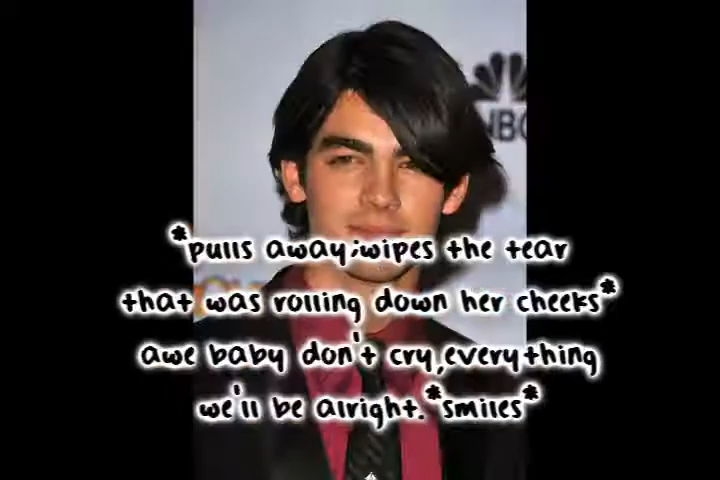 NBC
*pulls away;wipes the tear
that was rolling down her cheeks*
awe baby don't cry,everything
we'll be alright.*smiles*